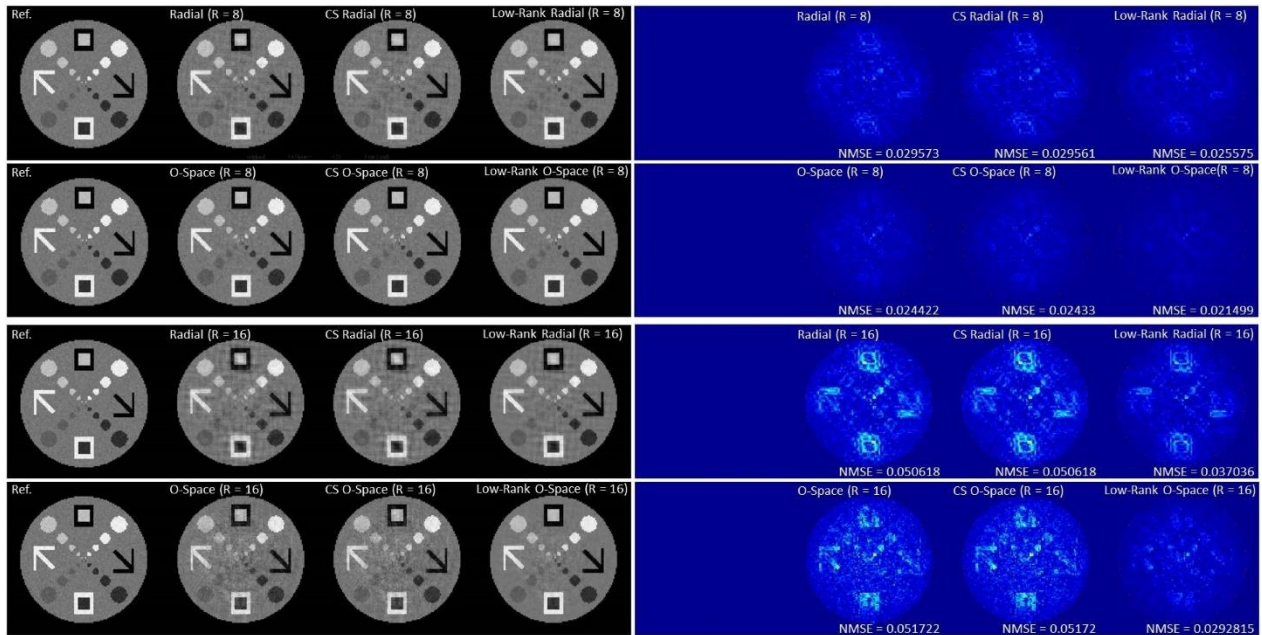 Ref. Radial (R = 8) CS Radial (R = 8) Low-Rank Radial (R = 8)
Radial (R = 8) CS Radial (R = 8) Low-Rank Radial (R = 8)
NMSE = 0.029573 NMSE = 0.029561 NMSE = 0.025575
Ref. O-Space (R = 8) CS O-Space (R = 8) Low-Rank O-Space (R = 8)
O-Space (R = 8) CS O-Space (R = 8) Low-Rank O-Space(R = 8)
NMSE = 0.024422 NMSE = 0.02433 NMSE = 0.021499
Ref. Radial (R = 16) CS Radial (R = 16) Low-Rank Radial (R = 16)
Radial (R = 16) CS Radial (R = 16) Low-Rank Radial (R = 16)
NMSE = 0.050618 NMSE = 0.050618 NMSE = 0.037036
Ref. O-Space (R = 16) CS O-Space (R = 16) Low-Rank O-Space (R = 16)
O-Space (R = 16) CS O-Space (R = 16) Low-Rank O-Space (R = 16)
NMSE = 0.051722 NMSE = 0.05172 NMSE = 0.0292815